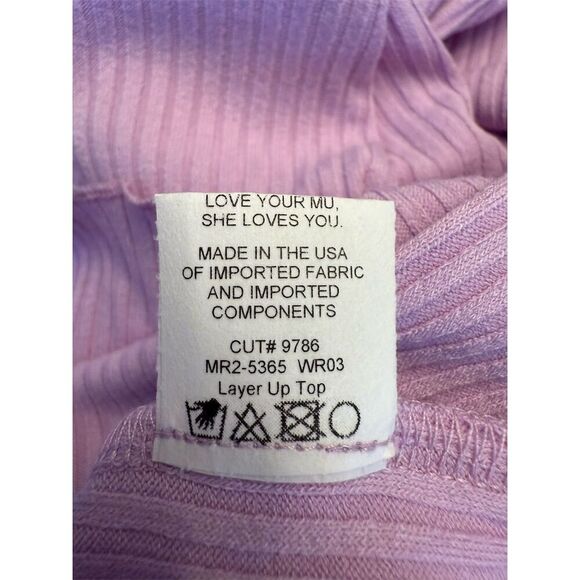 LOVE YOUR MU,
SHE LOVES YOU.
MADE IN THE USA
OF IMPORTED FABRIC
AND IMPORTED
COMPONENTS
CUT# 9786
MR2-5365 WR03
Layer Up Top